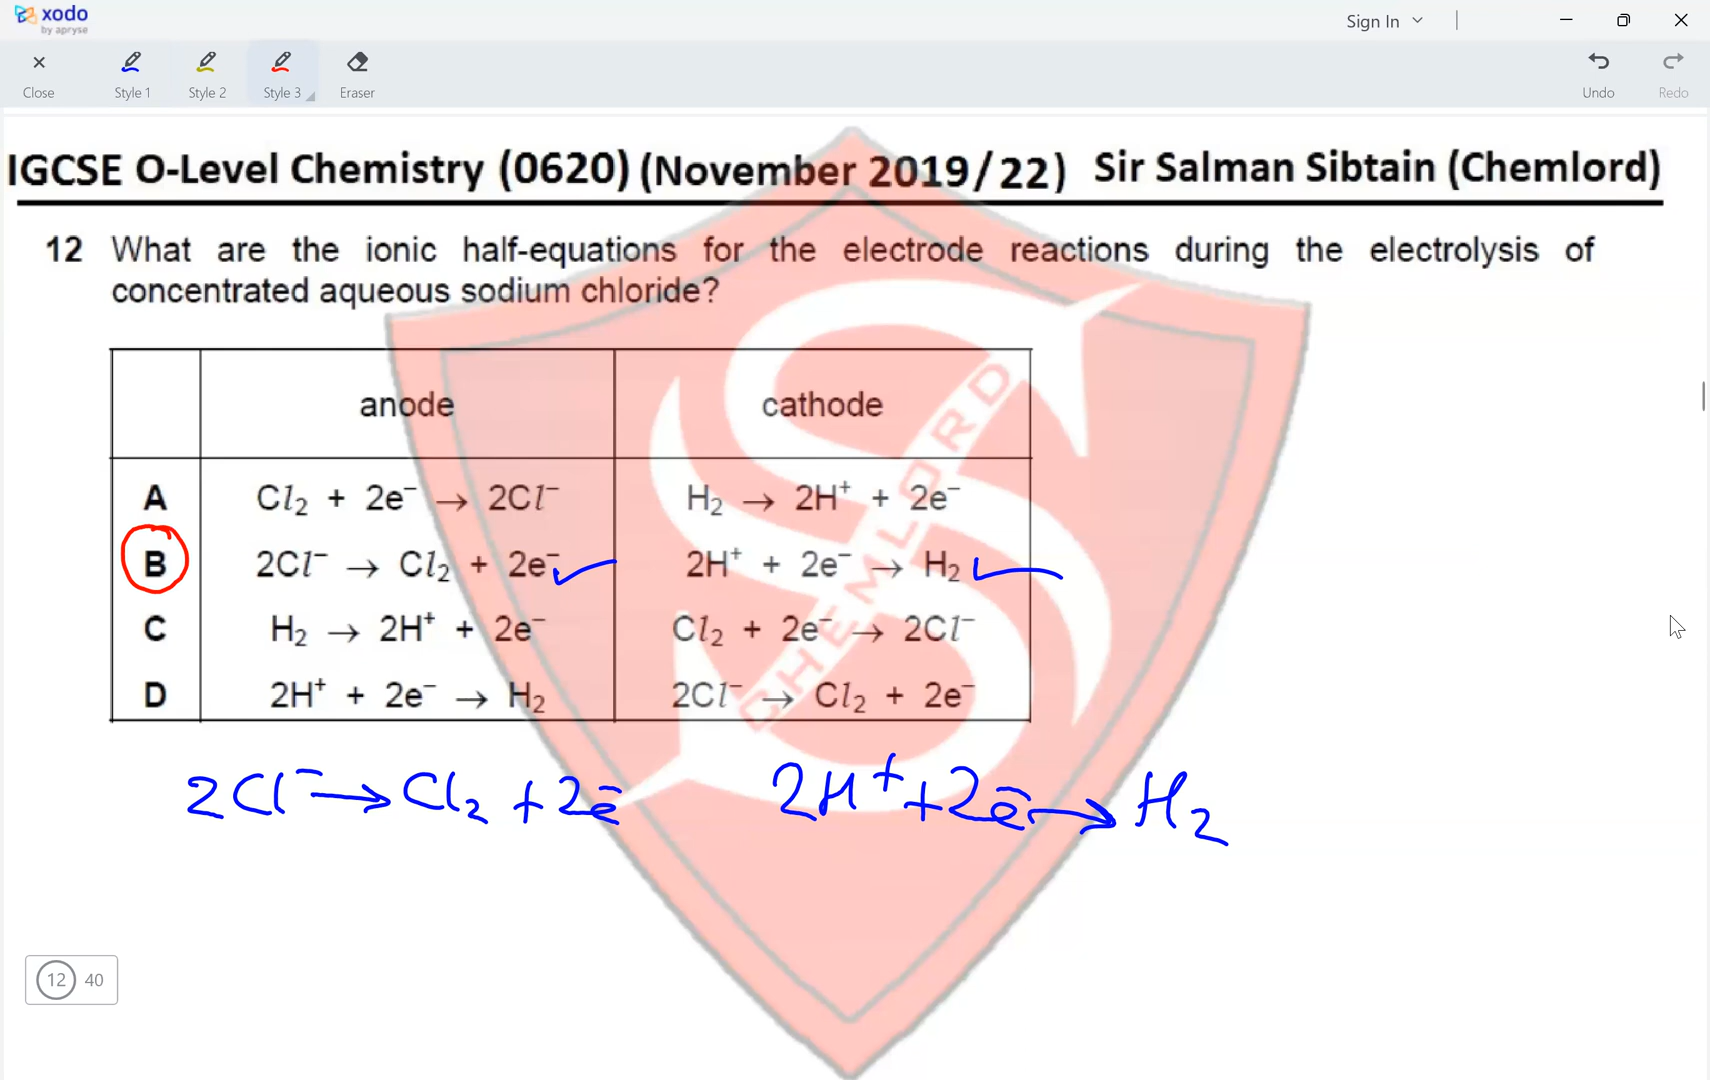 xodo
by apryse
Sign In
Close
Style 1
Style 2
Style 3
Eraser
Undo
Redo
IGCSE O-Level Chemistry (0620) (November 2019/22) Sir Salman Sibtain (Chemlord)
12 What are the ionic half-equations for the electrode reactions during the electrolysis of
concentrated aqueous sodium chloride?
anode cathode
A Cl₂ + 2e⁻ → 2Cl⁻ H₂ → 2H⁺ + 2e⁻
B 2Cl⁻ → Cl₂ + 2e⁻ 2H⁺ + 2e⁻ → H₂
C H₂ → 2H⁺ + 2e⁻ Cl₂ + 2e⁻ → 2Cl⁻
D 2H⁺ + 2e⁻ → H₂ 2Cl⁻ → Cl₂ + 2e⁻
CHEMLORD
2Cl⁻ → Cl₂ + 2e⁻ 2H⁺ + 2e⁻ → H₂
12 40